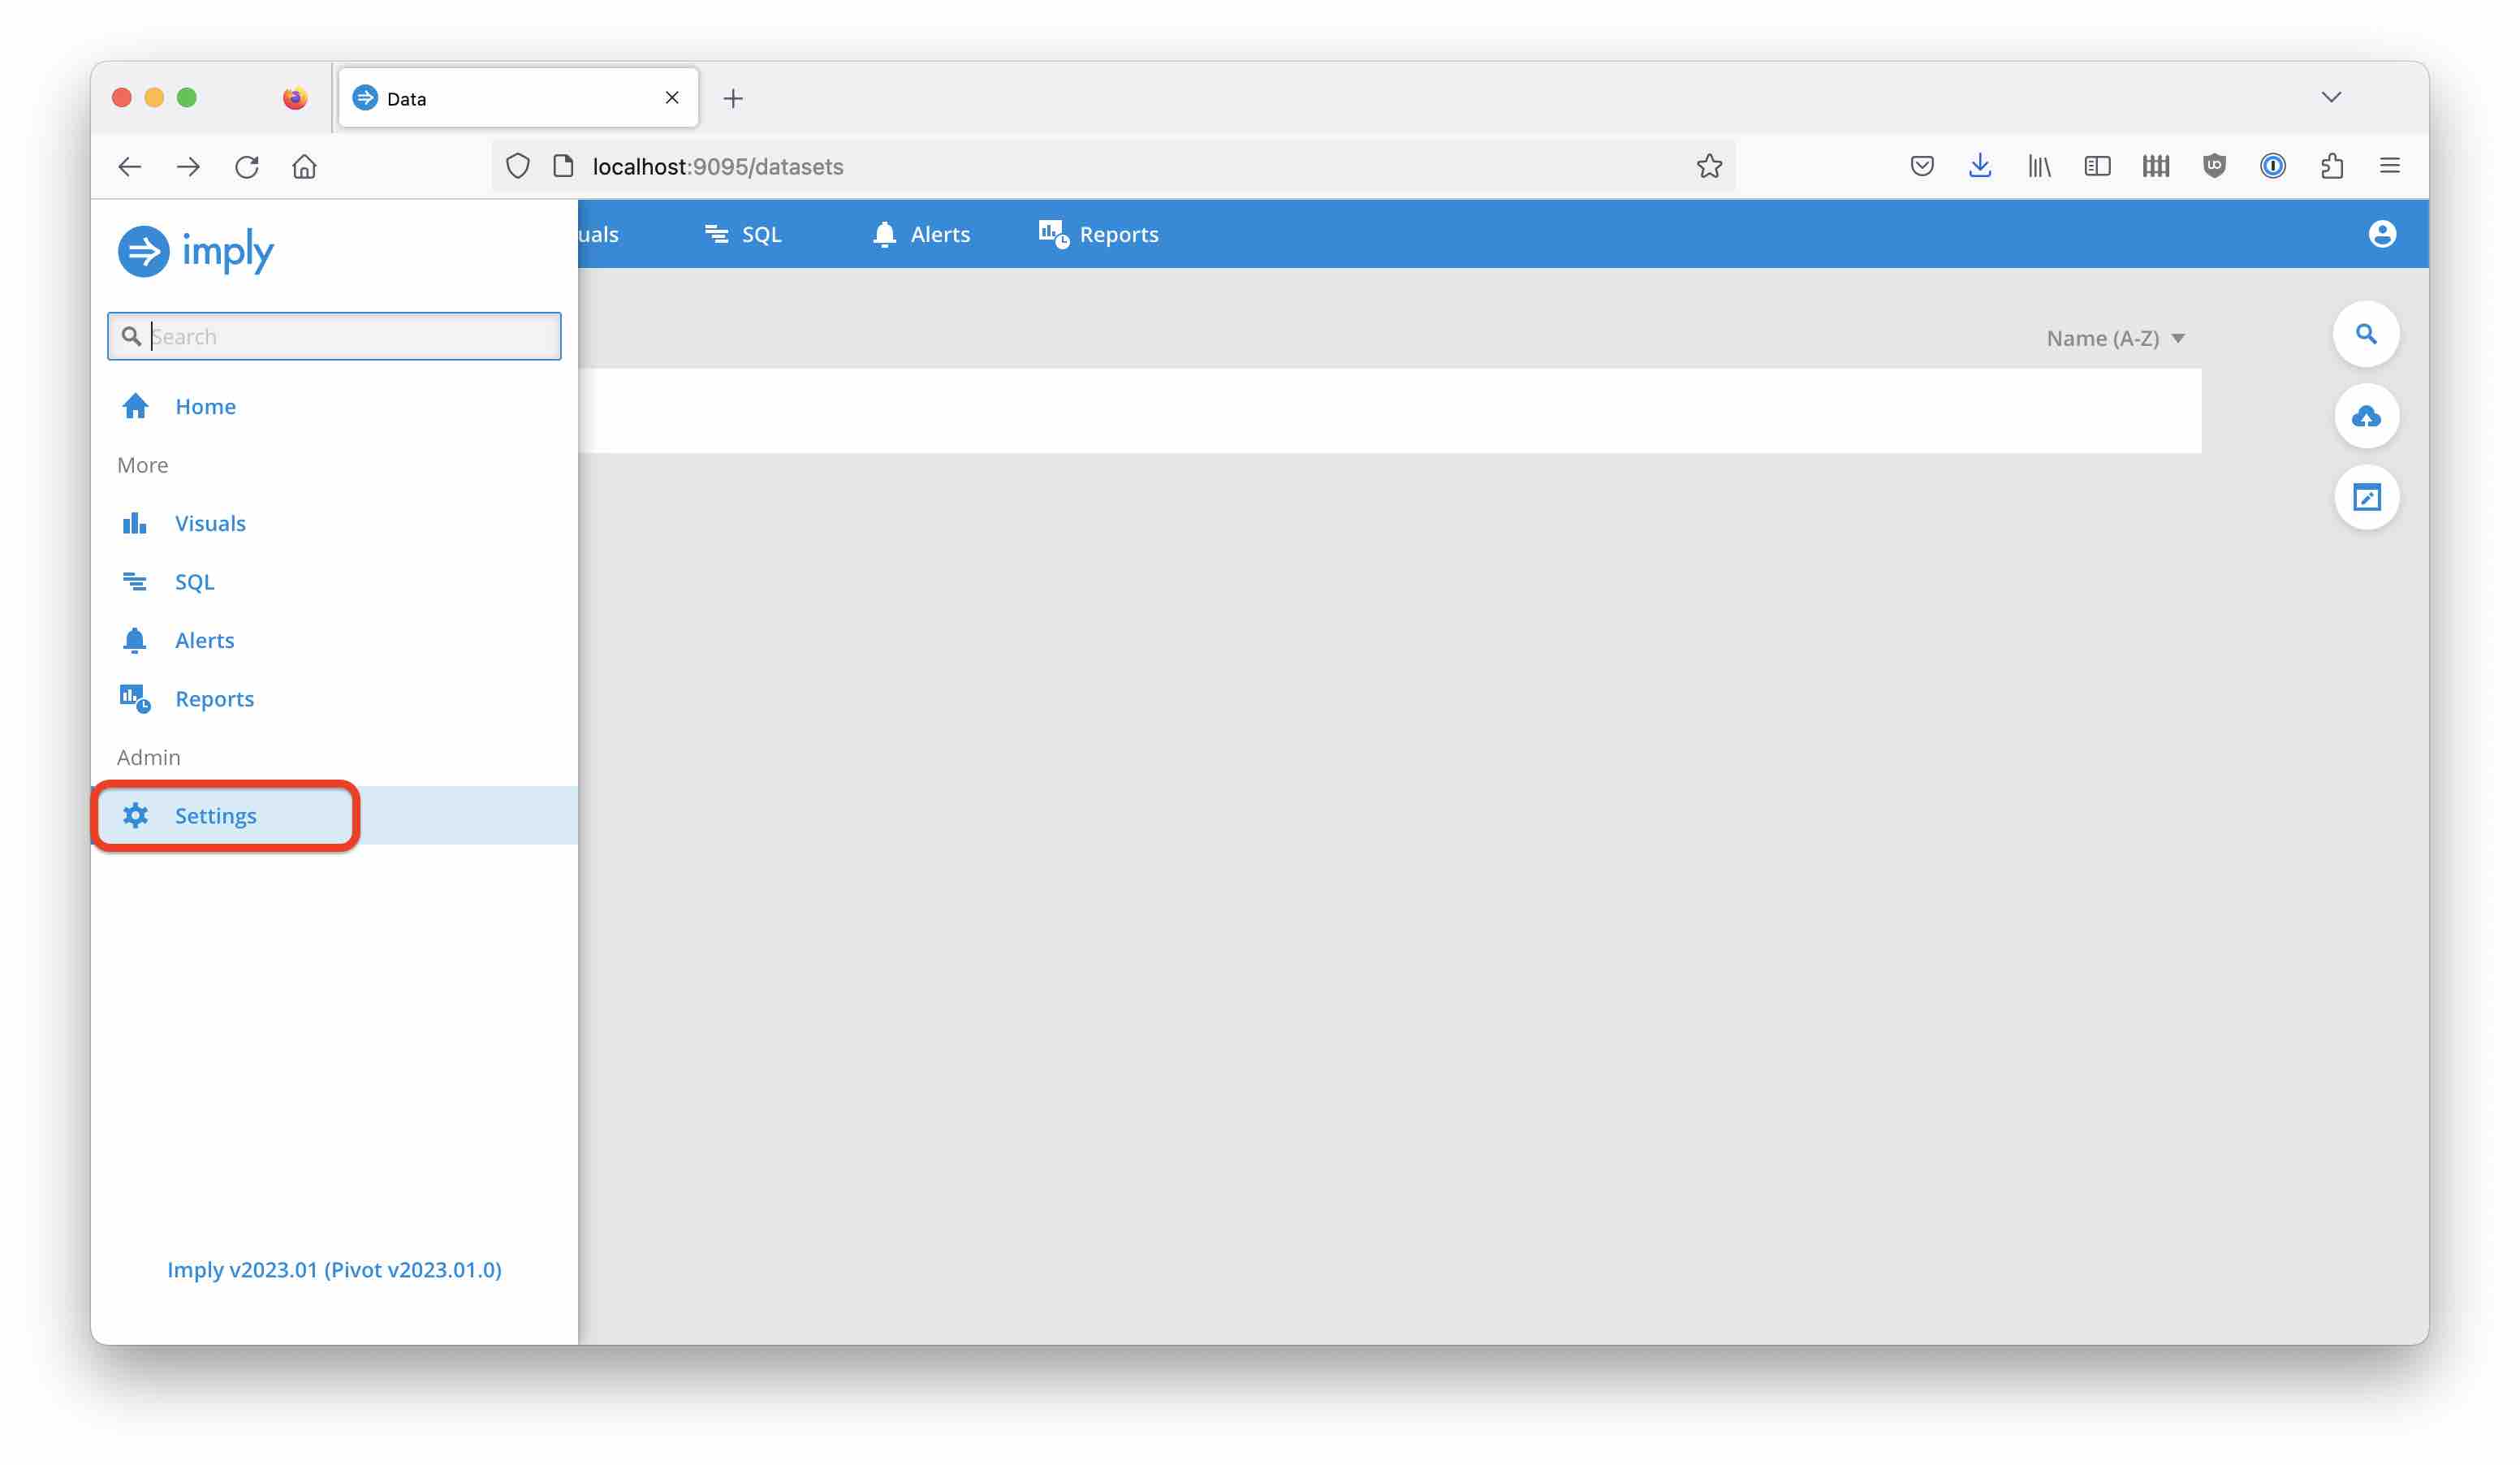 Data
localhost:9095/datasets
imply
uals
SQL
Alerts
Reports
Search
Name (A-Z)
Home
More
Visuals
SQL
Alerts
Reports
Admin
Settings
Imply v2023.01 (Pivot v2023.01.0)